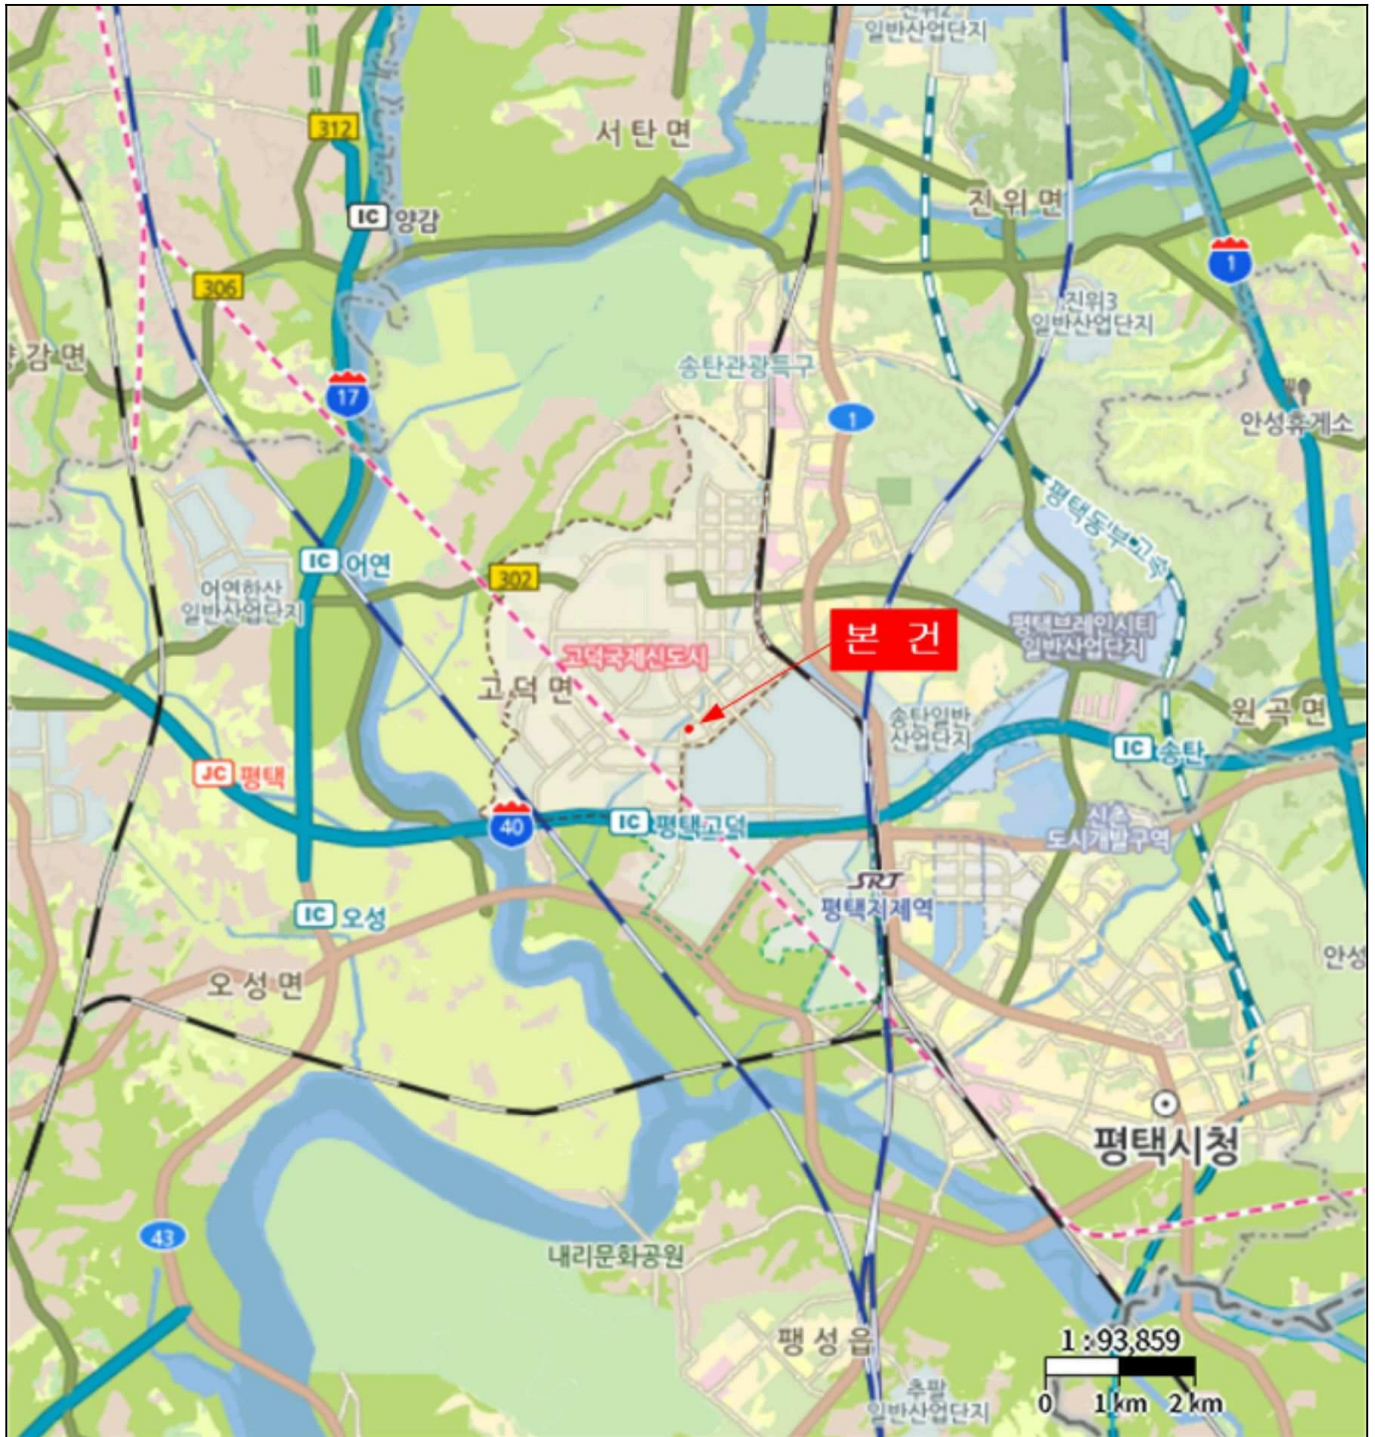 진위2
일반산업단지
312
서탄면
진위면
IC 양감
1
306
진위3
일반산업단지
송탄관광특구
17
1
안성휴게소
평택동부고속
IC 어연
302
어연한산
일반산업단지
본 건
평택브레인시티
일반산업단지
고덕국제신도시
고덕면
송탄일반
산업단지
원곡면
IC 송탄
JC 평택
40
IC 평택고덕
신촌
도시개발구역
SRT
평택지제역
IC 오성
안성
오성면
평택시청
43
내리문화공원
팽성읍
1:93,859
0 1km 2km
추팔
일반산업단지